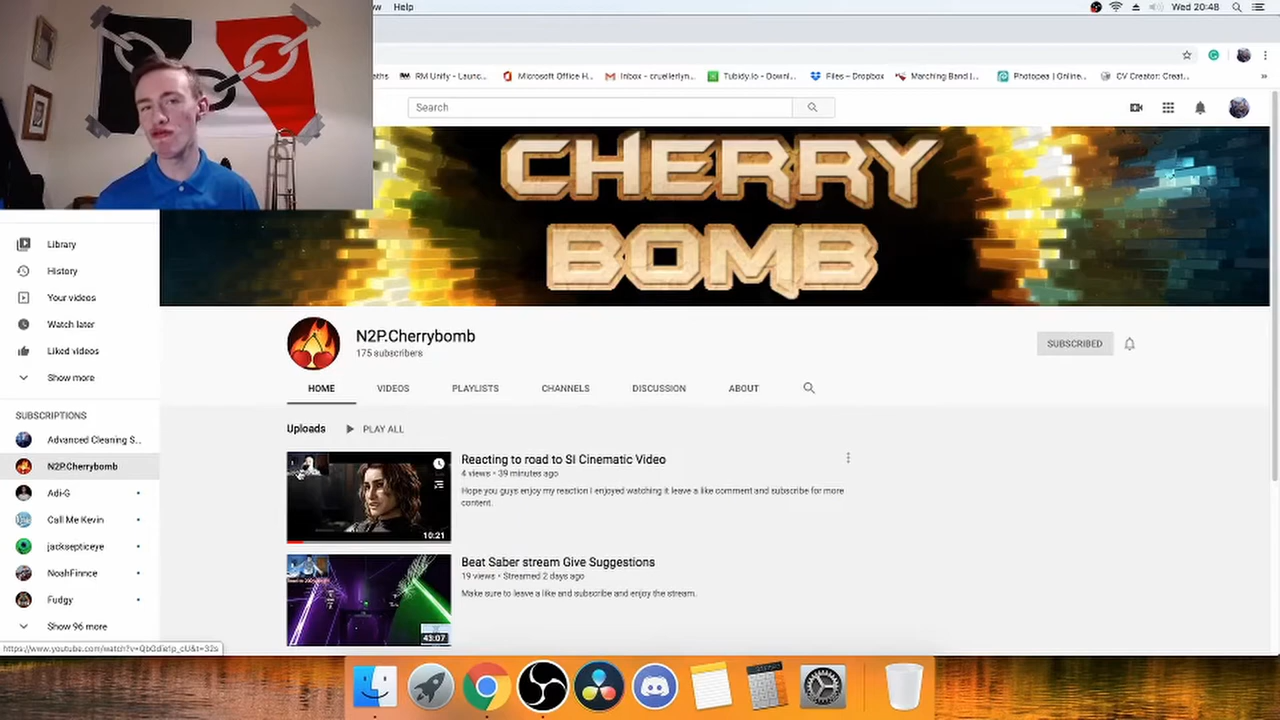 Help
Wed 20:48
RM Unify - Launc...
Microsoft Office H...
Inbox - cruellerlyn...
Tubidy.io - Downl...
Files – Dropbox
Marching Band |...
Photopea | Online...
CV Creator: Creat...
Search
CHERRY
BOMB
Library
History
Your videos
Watch later
Liked videos
Show more
SUBSCRIPTIONS
Advanced Cleaning S...
N2P.Cherrybomb
Adi-G
Call Me Kevin
jacksepticeye
NoahFinnce
Fudgy
Show 96 more
N2P.Cherrybomb
175 subscribers
SUBSCRIBED
HOME
VIDEOS
PLAYLISTS
CHANNELS
DISCUSSION
ABOUT
Uploads
PLAY ALL
Reacting to road to SI Cinematic Video
4 views • 39 minutes ago
Hope you guys enjoy my reaction I enjoyed watching it leave a like comment and subscribe for more
content.
10:21
Beat Saber stream Give Suggestions
19 views • Streamed 2 days ago
Make sure to leave a like and subscribe and enjoy the stream.
43:07